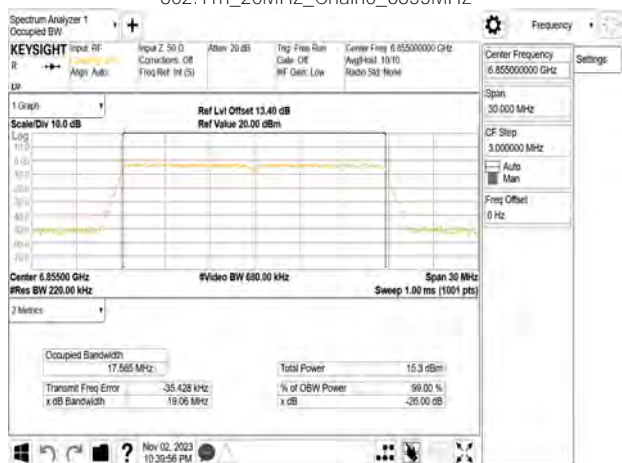 Spectrum Analyzer 1
Occupied BW
Frequency
KEYSIGHT
Input: RF
Input Z: 50 Ω
Atten: 20 dB
Trig: Free Run
Center Freq: 6.855000000 GHz
R
Corrections: Off
Gate: Off
Avg|Hold: 10/10
Align: Auto
Freq Ref: Int (S)
#IF Gain: Low
Radio Std: None
Center Frequency
6.855000000 GHz
Settings
Span
30.000 MHz
CF Step
3.000000 MHz
Auto
Man
Freq Offset
0 Hz
1 Graph
Ref Lvl Offset 13.40 dB
Scale/Div 10.0 dB
Ref Value 20.00 dBm
Log
Center 6.85500 GHz
#Video BW 680.00 kHz
Span 30 MHz
#Res BW 220.00 kHz
Sweep 1.00 ms (1001 pts)
2 Metrics
Occupied Bandwidth
17.565 MHz
Total Power
15.3 dBm
Transmit Freq Error
-35.428 kHz
% of OBW Power
99.00 %
x dB Bandwidth
19.06 MHz
x dB
-26.00 dB
?
Nov 02, 2023
10:39:56 PM